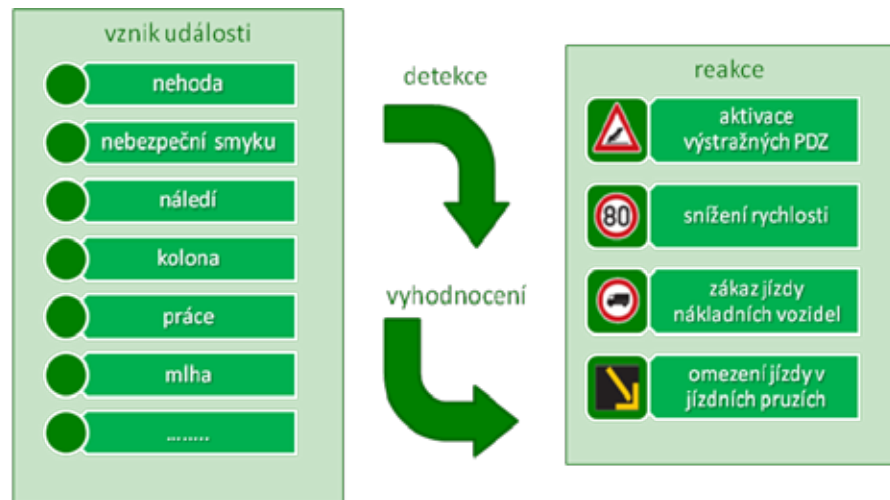 vznik události
nehoda
nebezpeční smyku
náledí
kolona
práce
mlha
........
detekce
vyhodnocení
reakce
aktivace
výstražných PDZ
80
snížení rychlosti
zákaz jízdy
nákladních vozidel
omezení jízdy v
jízdních pruzích